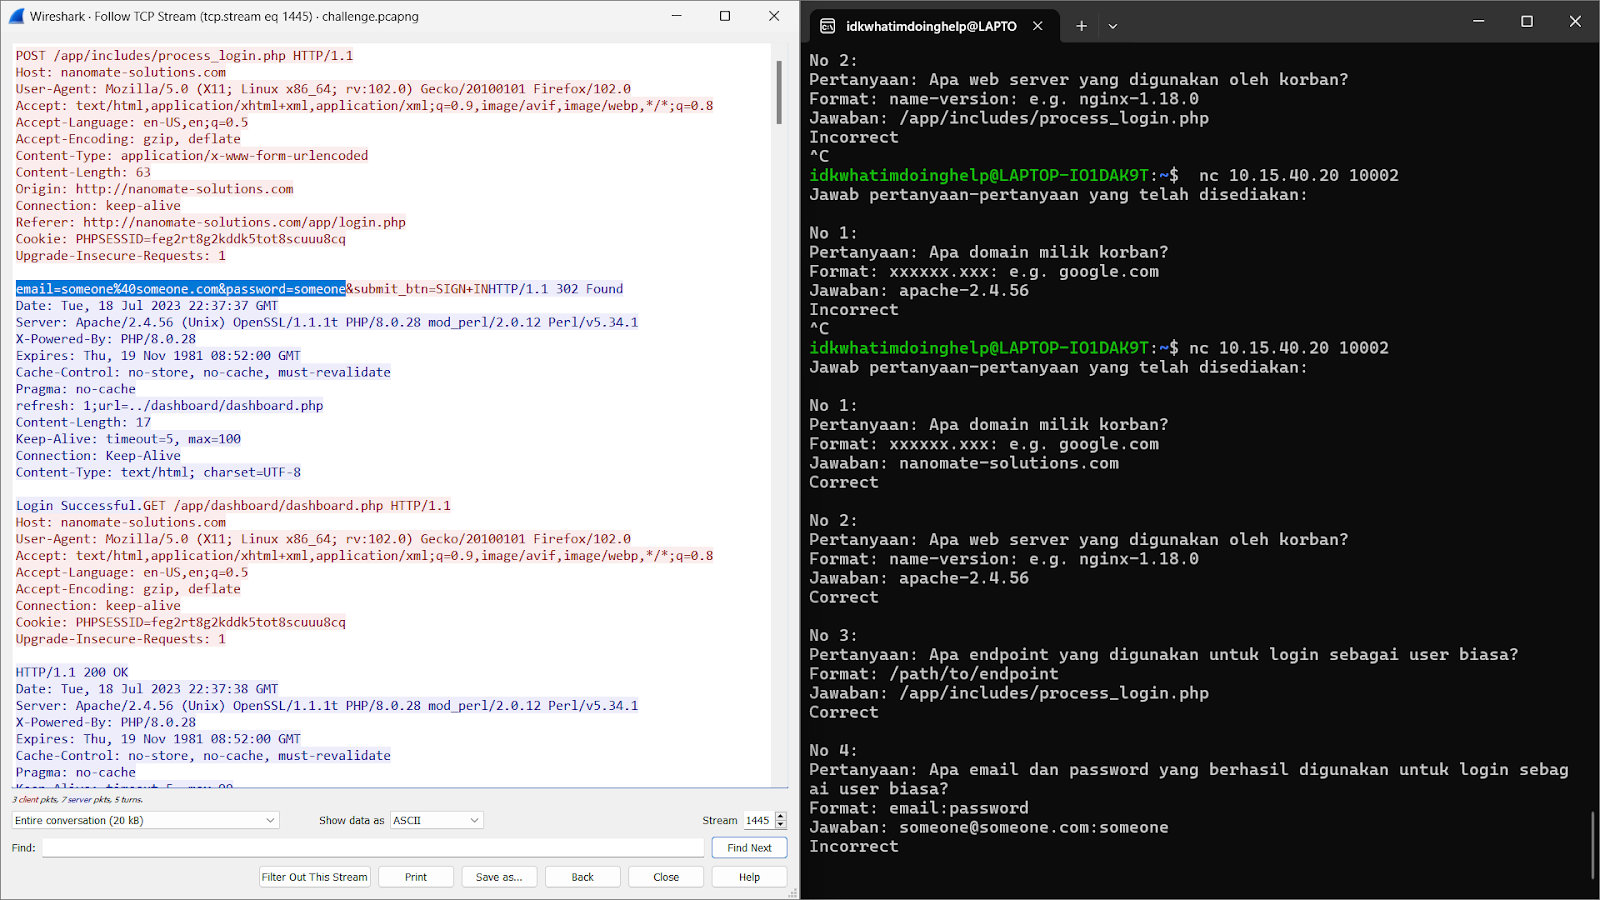 Wireshark · Follow TCP Stream (tcp.stream eq 1445) · challenge.pcapng
POST /app/includes/process_login.php HTTP/1.1
Host: nanomate-solutions.com
User-Agent: Mozilla/5.0 (X11; Linux x86_64; rv:102.0) Gecko/20100101 Firefox/102.0
Accept: text/html,application/xhtml+xml,application/xml;q=0.9,image/avif,image/webp,*/*;q=0.8
Accept-Language: en-US,en;q=0.5
Accept-Encoding: gzip, deflate
Content-Type: application/x-www-form-urlencoded
Content-Length: 63
Origin: http://nanomate-solutions.com
Connection: keep-alive
Referer: http://nanomate-solutions.com/app/login.php
Cookie: PHPSESSID=feg2rt8g2kddk5tot8scuuu8cq
Upgrade-Insecure-Requests: 1
email=someone%40someone.com&password=someone&submit_btn=SIGN+INHTTP/1.1 302 Found
Date: Tue, 18 Jul 2023 22:37:37 GMT
Server: Apache/2.4.56 (Unix) OpenSSL/1.1.1t PHP/8.0.28 mod_perl/2.0.12 Perl/v5.34.1
X-Powered-By: PHP/8.0.28
Expires: Thu, 19 Nov 1981 08:52:00 GMT
Cache-Control: no-store, no-cache, must-revalidate
Pragma: no-cache
refresh: 1;url=../dashboard/dashboard.php
Content-Length: 17
Keep-Alive: timeout=5, max=100
Connection: Keep-Alive
Content-Type: text/html; charset=UTF-8
Login Successful.GET /app/dashboard/dashboard.php HTTP/1.1
Host: nanomate-solutions.com
User-Agent: Mozilla/5.0 (X11; Linux x86_64; rv:102.0) Gecko/20100101 Firefox/102.0
Accept: text/html,application/xhtml+xml,application/xml;q=0.9,image/avif,image/webp,*/*;q=0.8
Accept-Language: en-US,en;q=0.5
Accept-Encoding: gzip, deflate
Connection: keep-alive
Cookie: PHPSESSID=feg2rt8g2kddk5tot8scuuu8cq
Upgrade-Insecure-Requests: 1
HTTP/1.1 200 OK
Date: Tue, 18 Jul 2023 22:37:38 GMT
Server: Apache/2.4.56 (Unix) OpenSSL/1.1.1t PHP/8.0.28 mod_perl/2.0.12 Perl/v5.34.1
X-Powered-By: PHP/8.0.28
Expires: Thu, 19 Nov 1981 08:52:00 GMT
Cache-Control: no-store, no-cache, must-revalidate
Pragma: no-cache
3 client pkts, 7 server pkts, 5 turns.
Entire conversation (20 kB)
Show data as ASCII
Stream 1445
Find:
Find Next
Filter Out This Stream
Print
Save as...
Back
Close
Help
idkwhatimdoinghelp@LAPTO
No 2:
Pertanyaan: Apa web server yang digunakan oleh korban?
Format: name-version: e.g. nginx-1.18.0
Jawaban: /app/includes/process_login.php
Incorrect
^C
idkwhatimdoinghelp@LAPTOP-IO1DAK9T:~$  nc 10.15.40.20 10002
Jawab pertanyaan-pertanyaan yang telah disediakan:
No 1:
Pertanyaan: Apa domain milik korban?
Format: xxxxxx.xxx: e.g. google.com
Jawaban: apache-2.4.56
Incorrect
^C
idkwhatimdoinghelp@LAPTOP-IO1DAK9T:~$ nc 10.15.40.20 10002
Jawab pertanyaan-pertanyaan yang telah disediakan:
No 1:
Pertanyaan: Apa domain milik korban?
Format: xxxxxx.xxx: e.g. google.com
Jawaban: nanomate-solutions.com
Correct
No 2:
Pertanyaan: Apa web server yang digunakan oleh korban?
Format: name-version: e.g. nginx-1.18.0
Jawaban: apache-2.4.56
Correct
No 3:
Pertanyaan: Apa endpoint yang digunakan untuk login sebagai user biasa?
Format: /path/to/endpoint
Jawaban: /app/includes/process_login.php
Correct
No 4:
Pertanyaan: Apa email dan password yang berhasil digunakan untuk login sebag
ai user biasa?
Format: email:password
Jawaban: someone@someone.com:someone
Incorrect